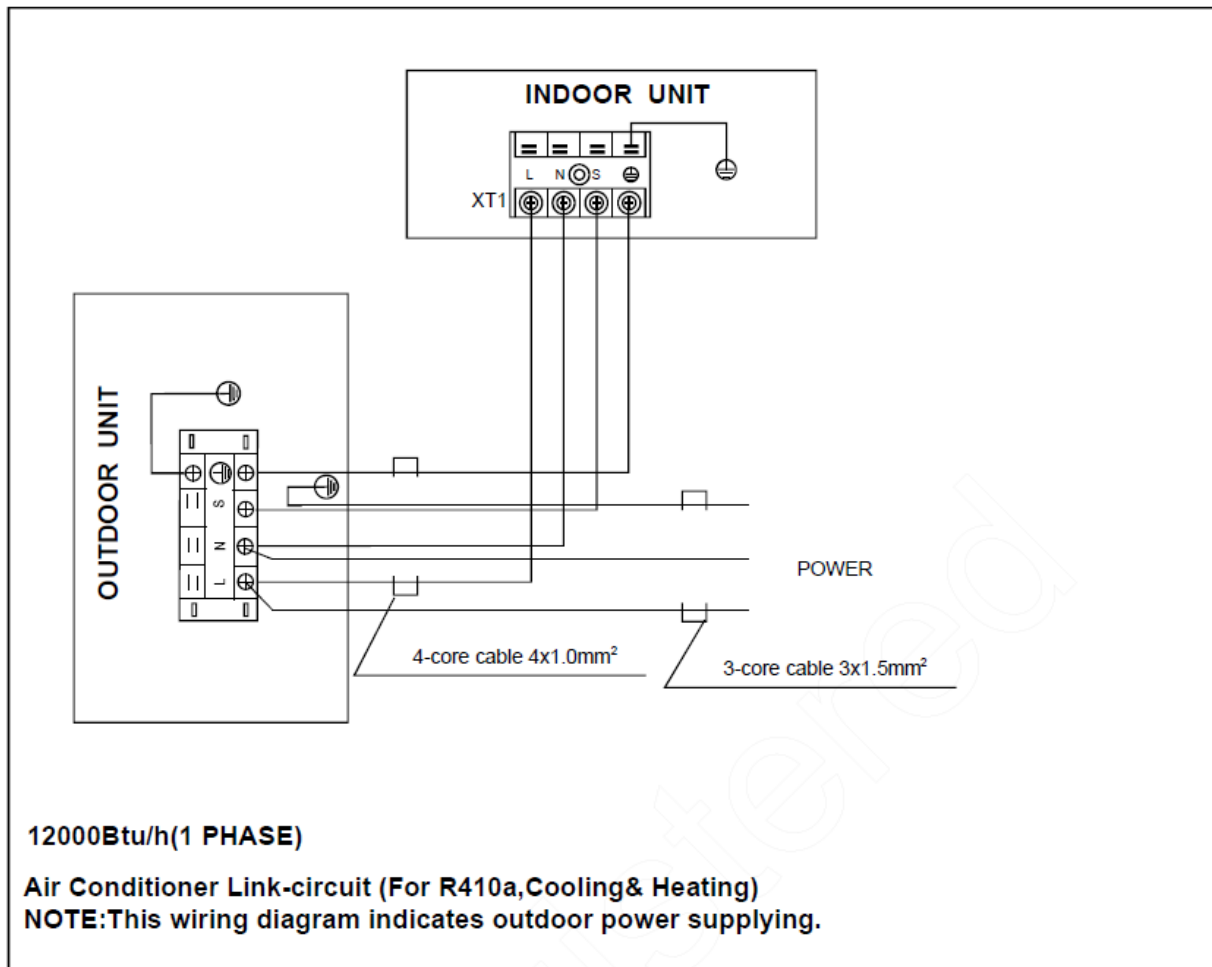 INDOOR UNIT
L N S
XT1
OUTDOOR UNIT
S
N
L
POWER
4-core cable 4x1.0mm²
3-core cable 3x1.5mm²
12000Btu/h(1 PHASE)
Air Conditioner Link-circuit (For R410a,Cooling& Heating)
NOTE:This wiring diagram indicates outdoor power supplying.